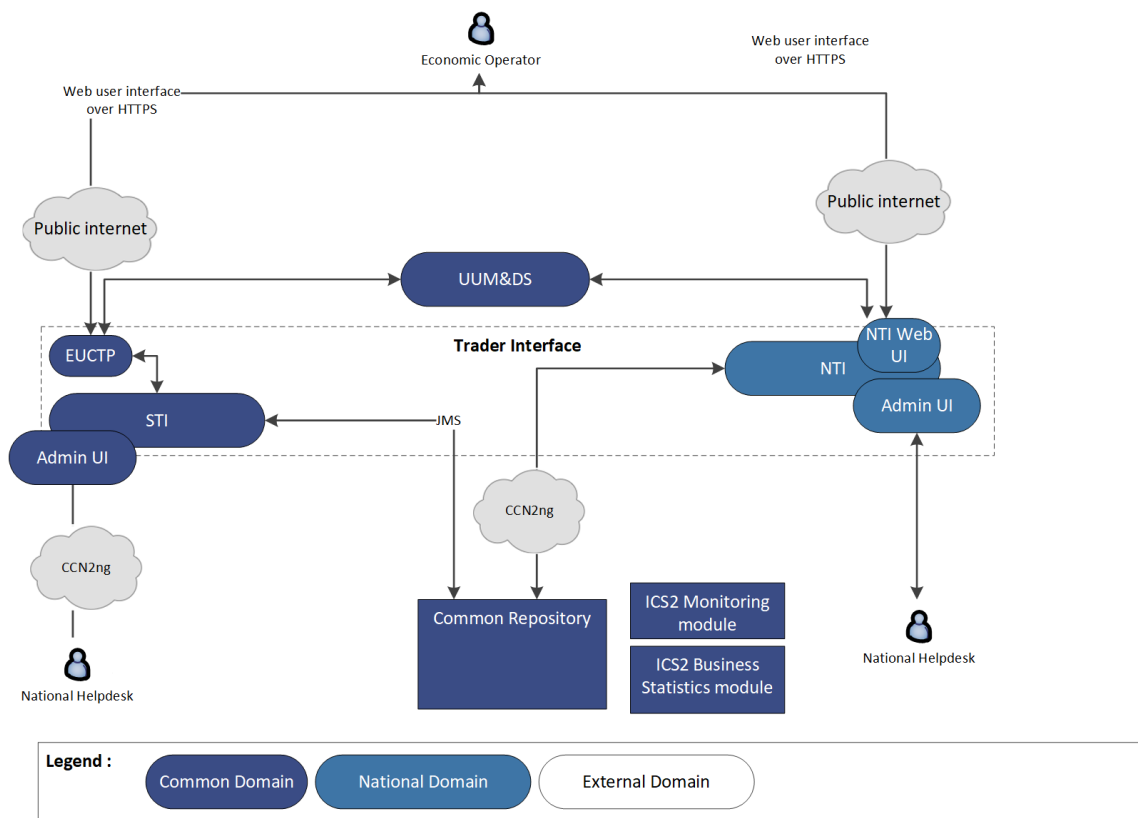 Economic Operator
Web user interface
over HTTPS
Web user interface
over HTTPS
Public internet
Public internet
UUM&DS
Trader Interface
EUCTP
NTI Web
UI
NTI
Admin UI
STI
JMS
Admin UI
CCN2ng
CCN2ng
Common Repository
ICS2 Monitoring
module
ICS2 Business
Statistics module
National Helpdesk
National Helpdesk
Legend :
Common Domain
National Domain
External Domain